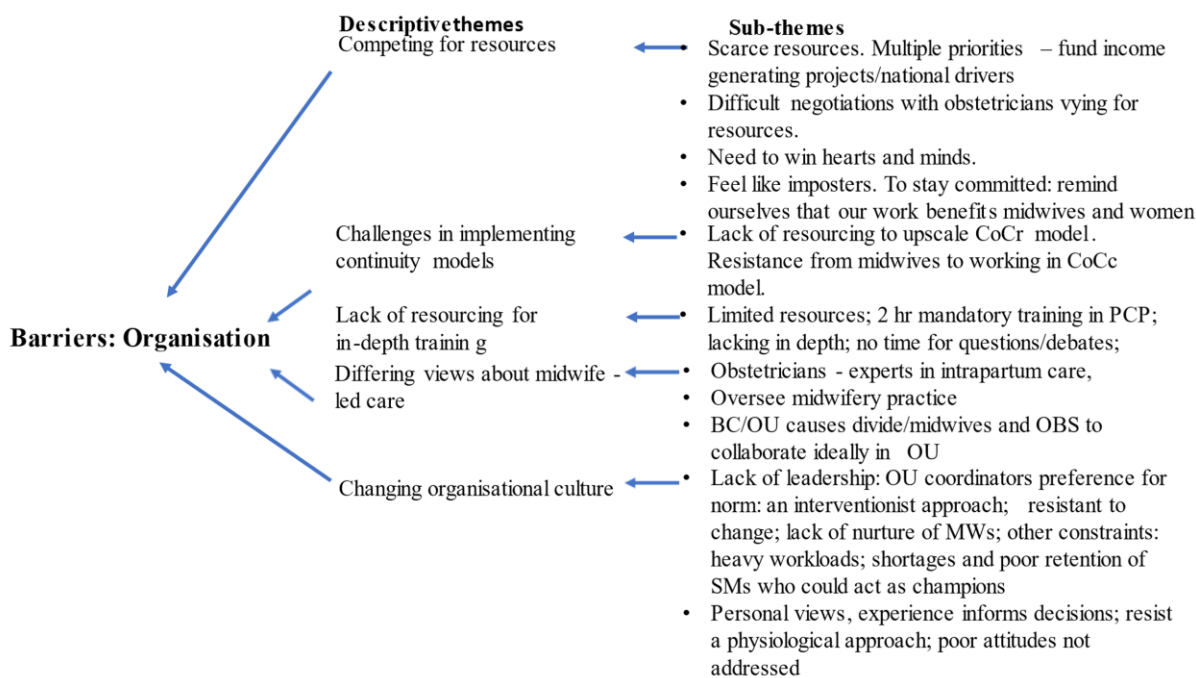 Descriptive themes
Sub-themes
Competing for resources
• Scarce resources. Multiple priorities – fund income
generating projects/national drivers
• Difficult negotiations with obstetricians vying for
resources.
• Need to win hearts and minds.
• Feel like imposters. To stay committed: remind
ourselves that our work benefits midwives and women
Challenges in implementing
continuity models
• Lack of resourcing to upscale CoCr model.
Resistance from midwives to working in CoCc
model.
Barriers: Organisation
Lack of resourcing for
in-depth trainin g
• Limited resources; 2 hr mandatory training in PCP;
lacking in depth; no time for questions/debates;
Differing views about midwife -
led care
• Obstetricians - experts in intrapartum care,
• Oversee midwifery practice
• BC/OU causes divide/midwives and OBS to
collaborate ideally in OU
Changing organisational culture
• Lack of leadership: OU coordinators preference for
norm: an interventionist approach; resistant to
change; lack of nurture of MWs; other constraints:
heavy workloads; shortages and poor retention of
SMs who could act as champions
• Personal views, experience informs decisions; resist
a physiological approach; poor attitudes not
addressed